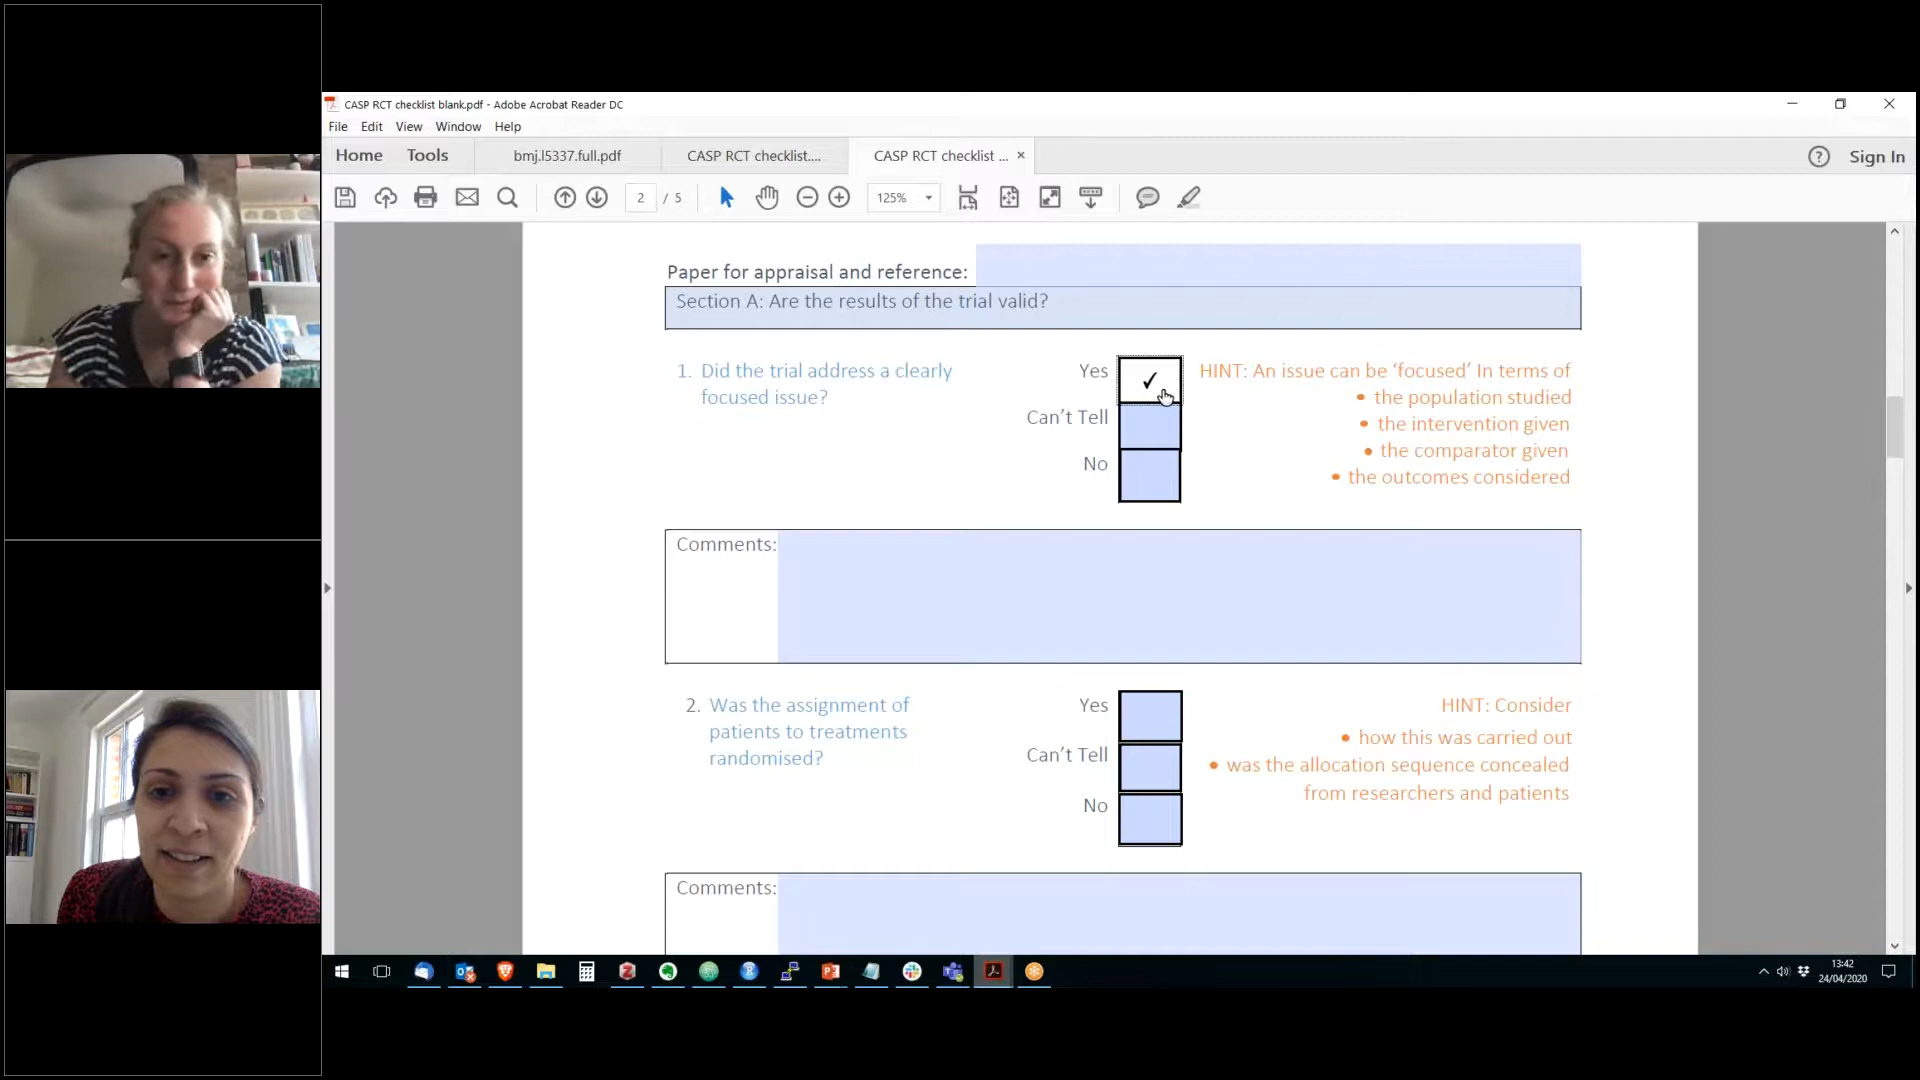 CASP RCT checklist blank.pdf - Adobe Acrobat Reader DC
File Edit View Window Help
Home Tools bmj.l5337.full.pdf CASP RCT checklist.... CASP RCT checklist ... × Sign In
2 / 5 125%
Paper for appraisal and reference:
Section A: Are the results of the trial valid?
1. Did the trial address a clearly
focused issue?
Yes
Can’t Tell
No
HINT: An issue can be ‘focused’ In terms of
• the population studied
• the intervention given
• the comparator given
• the outcomes considered
Comments:
2. Was the assignment of
patients to treatments
randomised?
Yes
Can’t Tell
No
HINT: Consider
• how this was carried out
• was the allocation sequence concealed
from researchers and patients
Comments:
13:42
24/04/2020